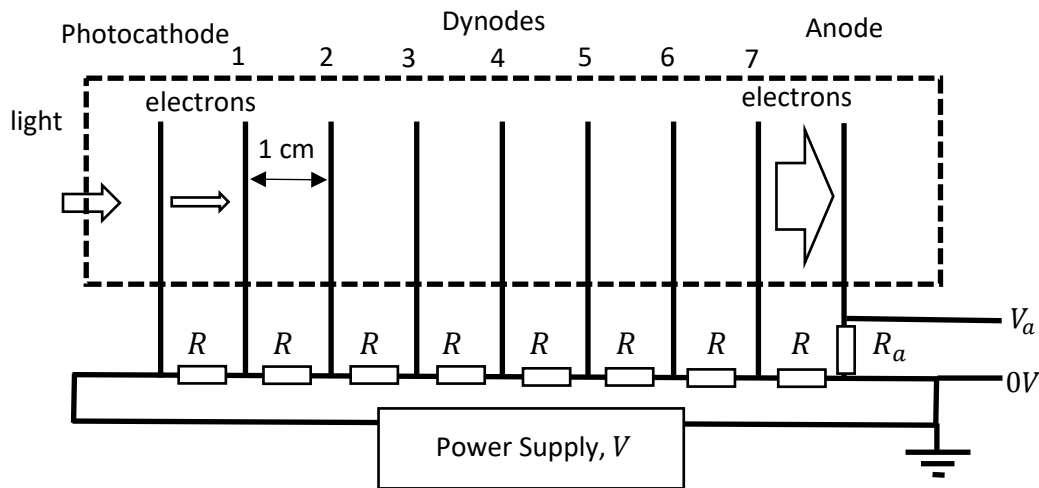 Photocathode Dynodes Anode
1 2 3 4 5 6 7
electrons electrons
light
1 cm
R R R R R R R R R_a V_a
0V
Power Supply, V